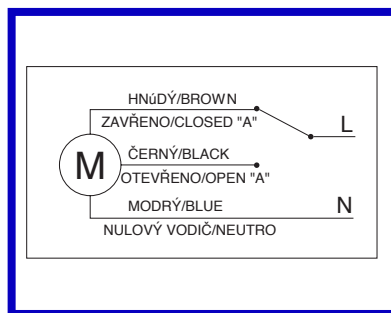 HNúDÝ/BROWN
ZAVŘENO/CLOSED "A"
L
M
ČERNÝ/BLACK
OTEVŘENO/OPEN "A"
MODRÝ/BLUE
N
NULOVÝ VODIČ/NEUTRO